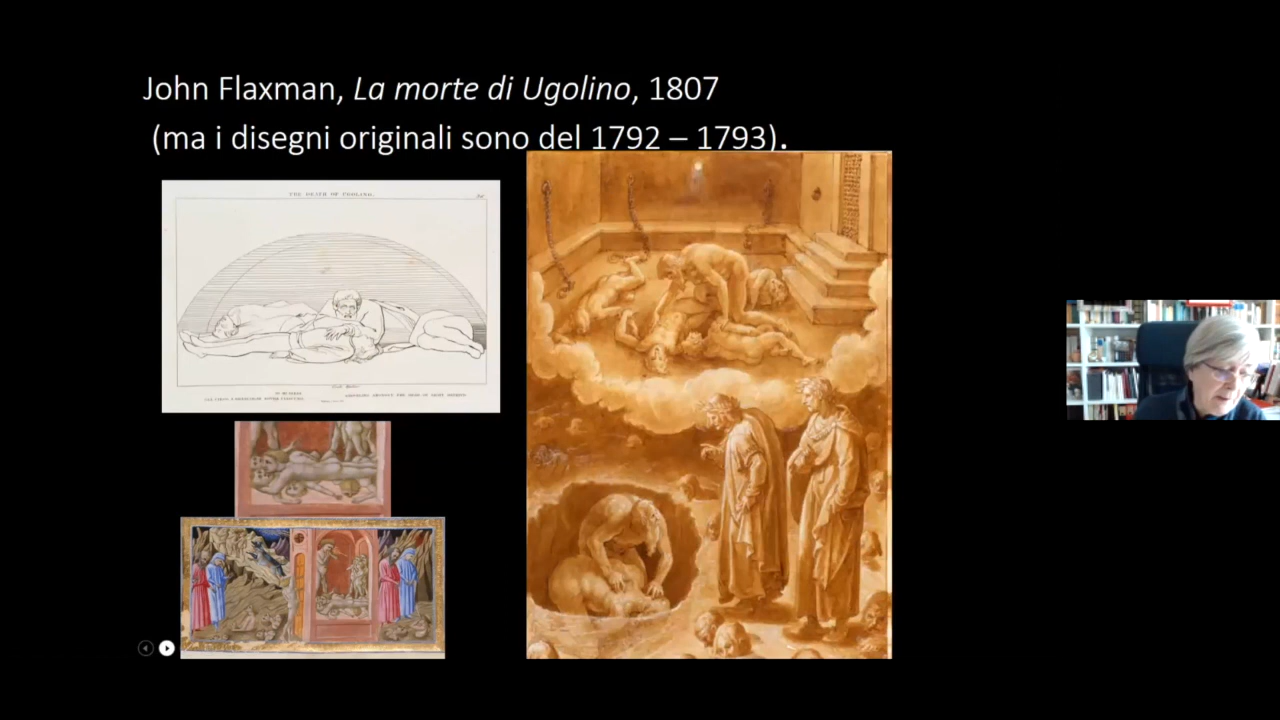 John Flaxman, La morte di Ugolino, 1807
(ma i disegni originali sono del 1792 – 1793).
THE DEATH OF UGOLINO.